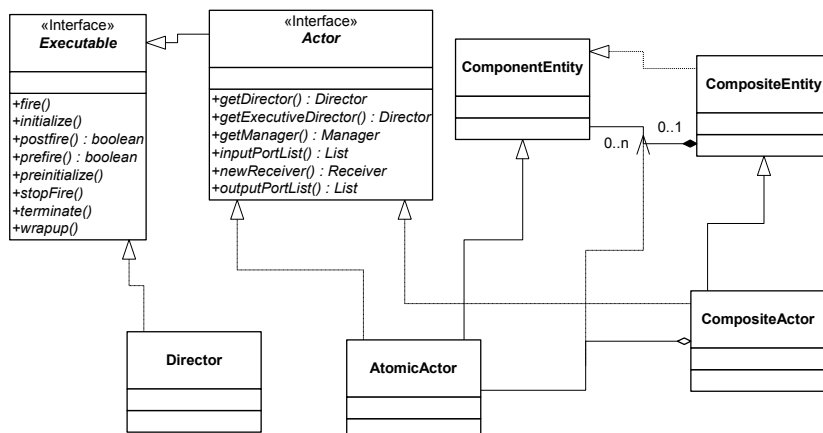 «Interface»
Executable
+fire()
+initialize()
+postfire() : boolean
+prefire() : boolean
+preinitialize()
+stopFire()
+terminate()
+wrapup()
«Interface»
Actor
+getDirector() : Director
+getExecutiveDirector() : Director
+getManager() : Manager
+inputPortList() : List
+newReceiver() : Receiver
+outputPortList() : List
ComponentEntity
CompositeEntity
0..n
0..1
Director
AtomicActor
CompositeActor